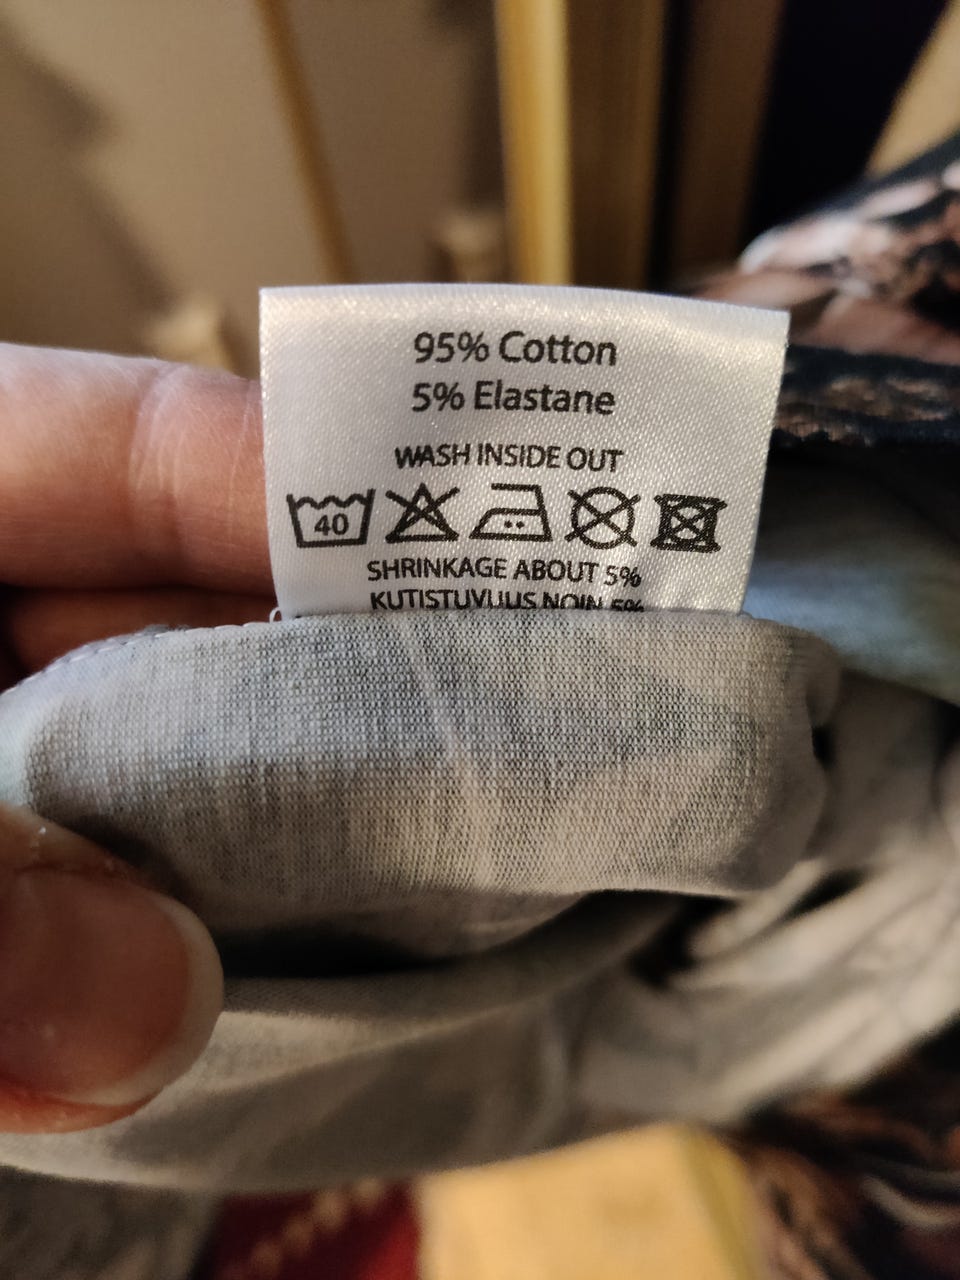 95% Cotton
5% Elastane
WASH INSIDE OUT
40
SHRINKAGE ABOUT 5%
KUTISTUVUUS NOIN 5%